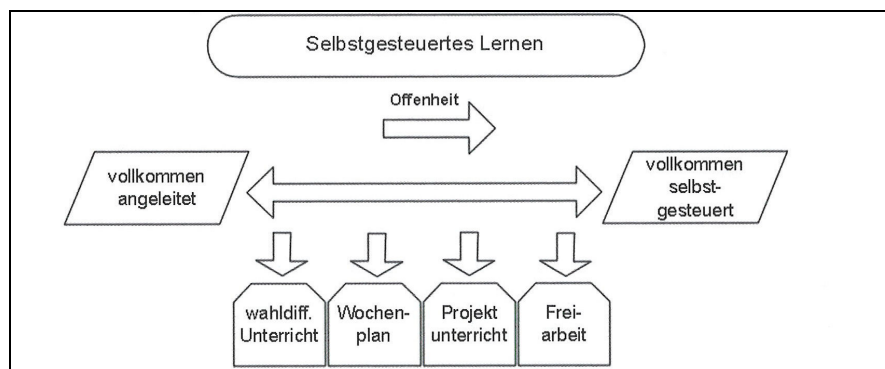 Selbstgesteuertes Lernen
Offenheit
vollkommen
angeleitet
vollkommen
selbst-
gesteuert
wahldiff.
Unterricht
Wochen-
plan
Projekt
unterricht
Frei-
arbeit